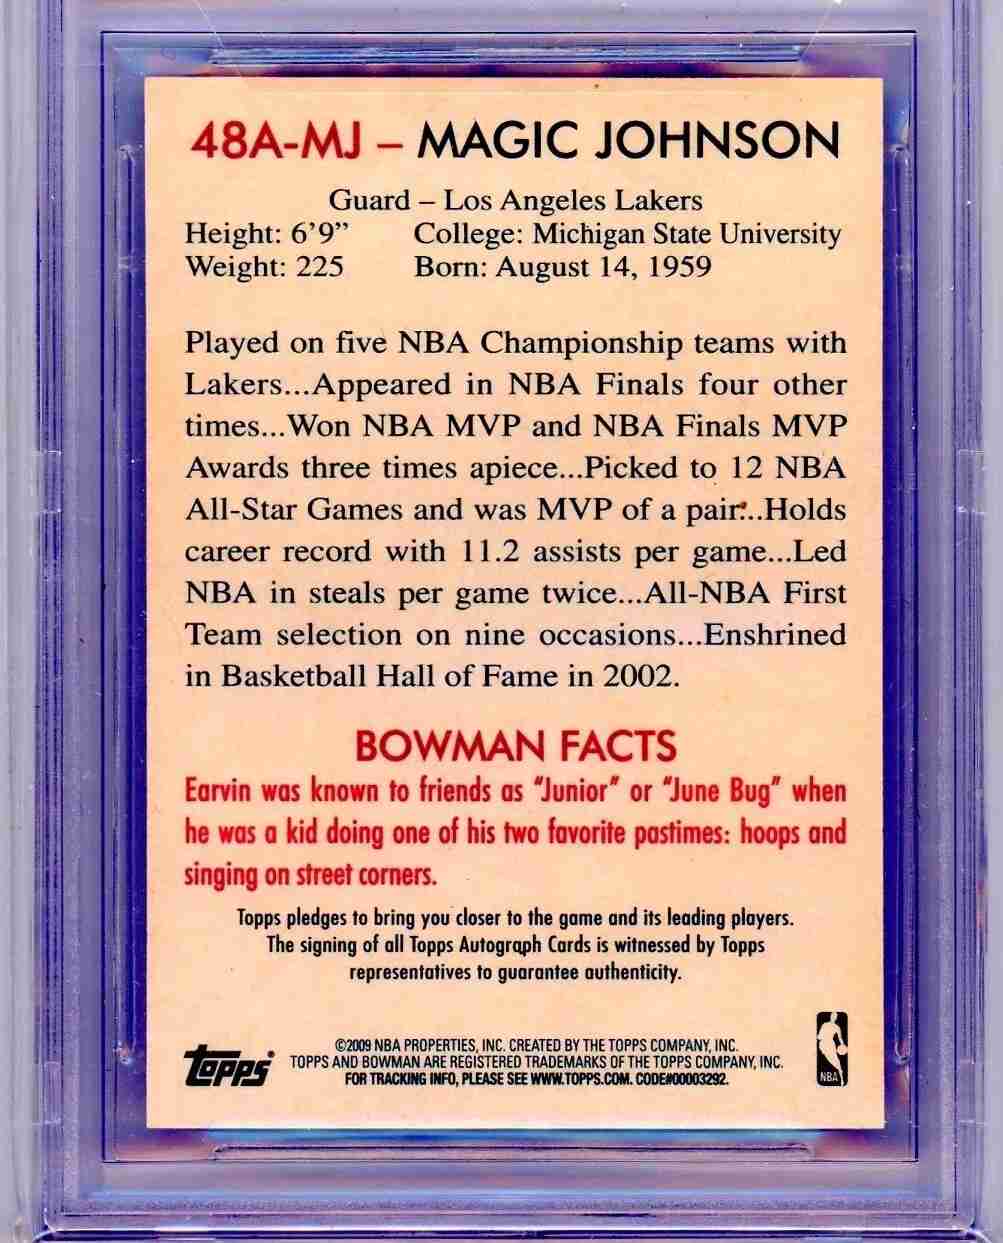 48A-MJ – MAGIC JOHNSON
Guard – Los Angeles Lakers
Height: 6'9" College: Michigan State University
Weight: 225 Born: August 14, 1959
Played on five NBA Championship teams with
Lakers...Appeared in NBA Finals four other
times...Won NBA MVP and NBA Finals MVP
Awards three times apiece...Picked to 12 NBA
All-Star Games and was MVP of a pair...Holds
career record with 11.2 assists per game...Led
NBA in steals per game twice...All-NBA First
Team selection on nine occasions...Enshrined
in Basketball Hall of Fame in 2002.
BOWMAN FACTS
Earvin was known to friends as "Junior" or "June Bug" when
he was a kid doing one of his two favorite pastimes: hoops and
singing on street corners.
Topps pledges to bring you closer to the game and its leading players.
The signing of all Topps Autograph Cards is witnessed by Topps
representatives to guarantee authenticity.
topps
©2009 NBA PROPERTIES, INC. CREATED BY THE TOPPS COMPANY, INC.
TOPPS AND BOWMAN ARE REGISTERED TRADEMARKS OF THE TOPPS COMPANY, INC.
FOR TRACKING INFO, PLEASE SEE WWW.TOPPS.COM. CODE#00003292.
NBA